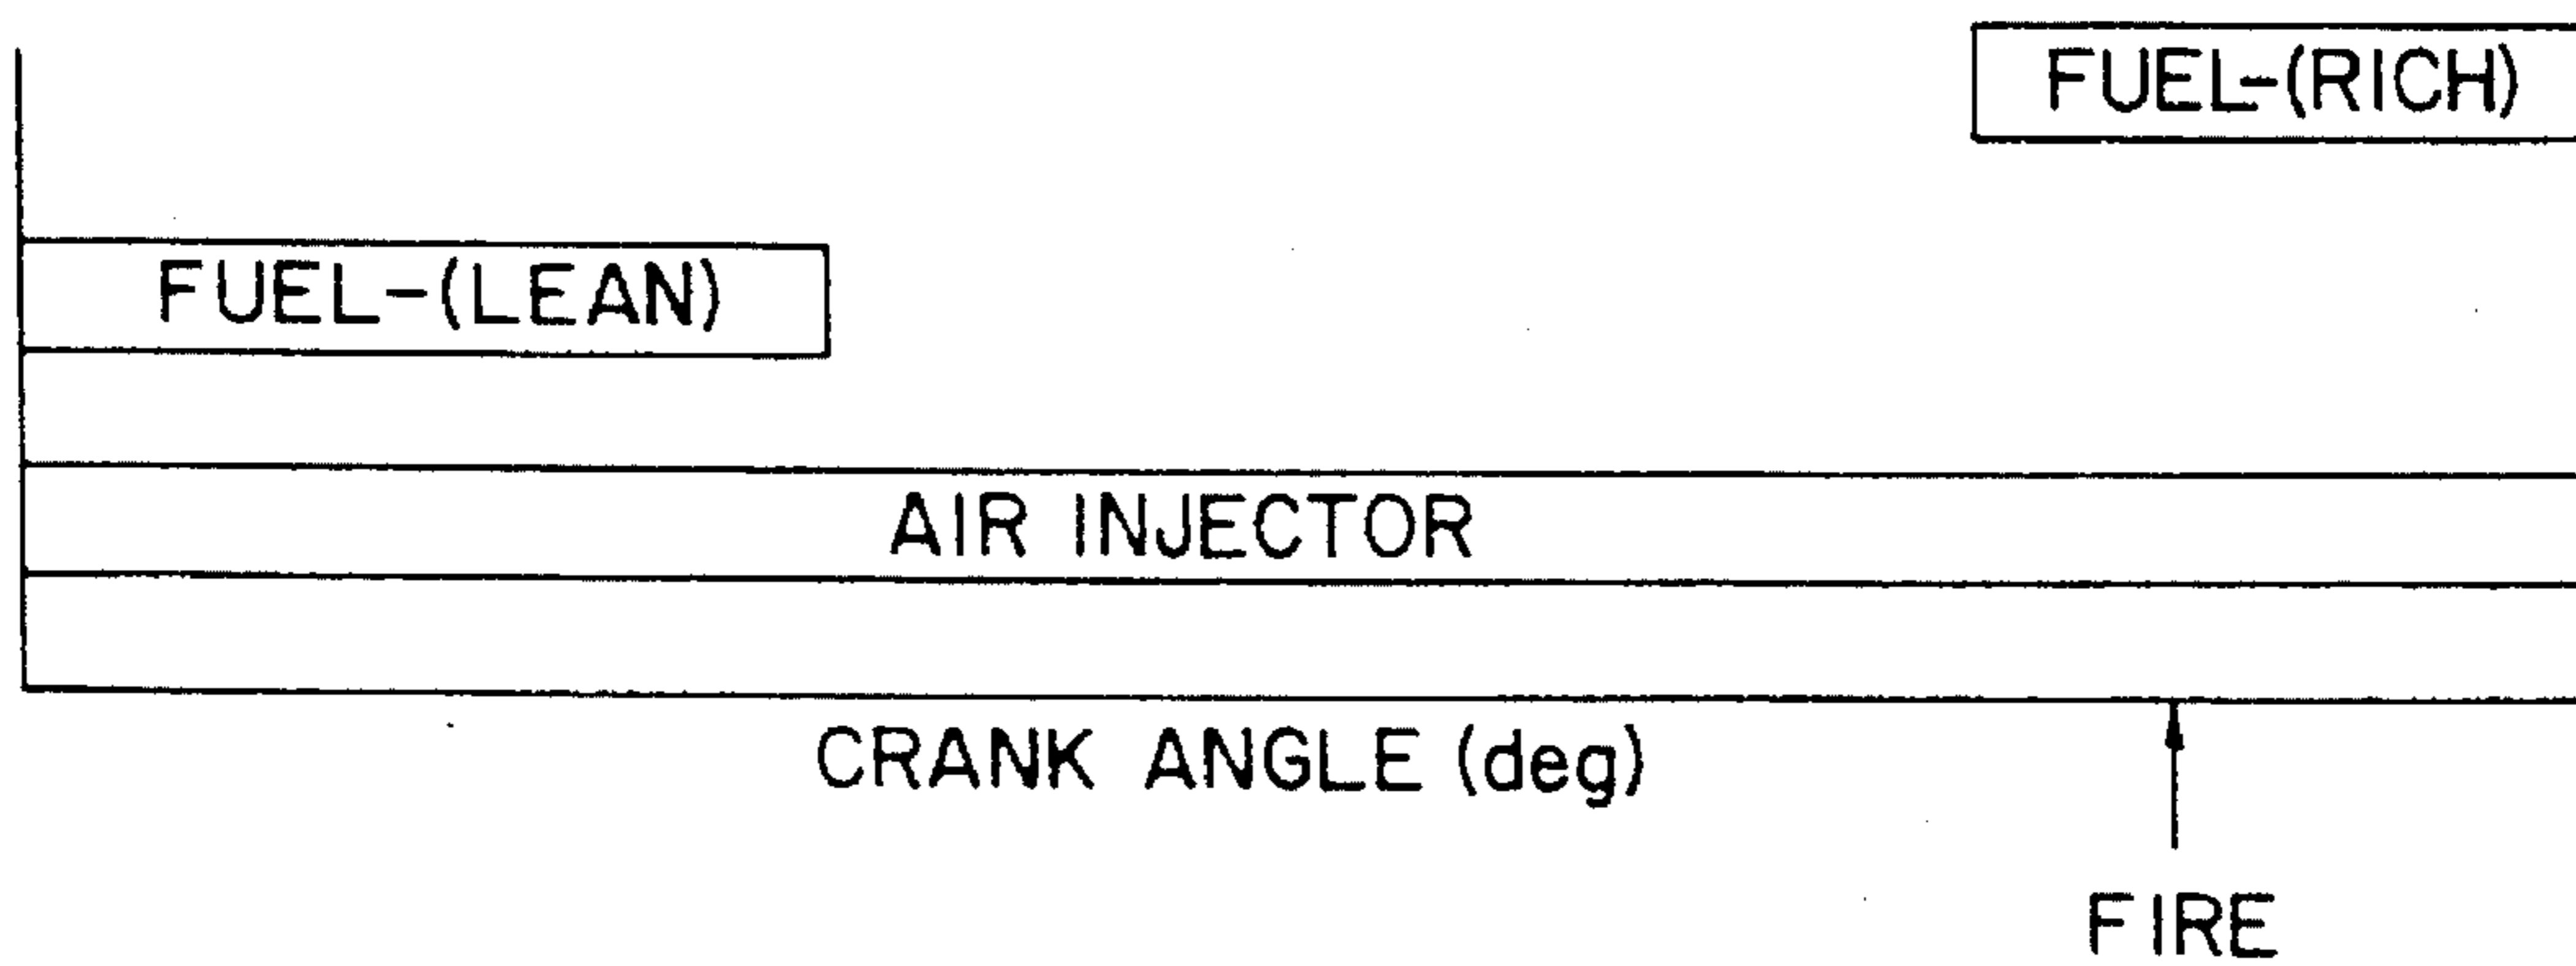 FUEL-(RICH)
FUEL-(LEAN)
AIR INJECTOR
CRANK ANGLE (deg)
FIRE